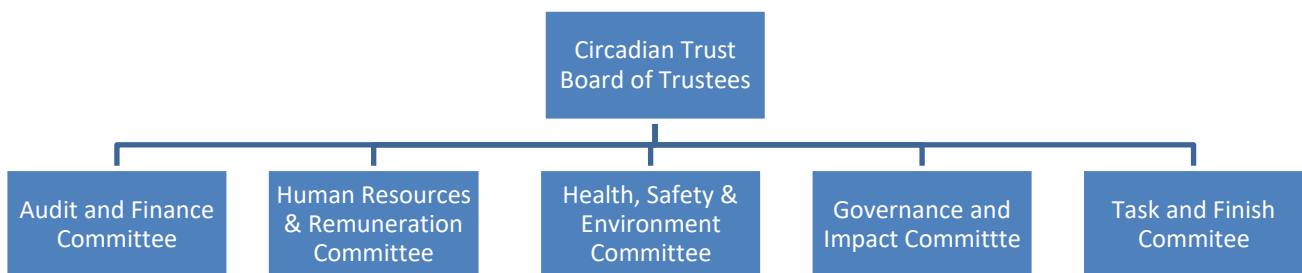 Circadian Trust
Board of Trustees
Audit and Finance
Committee
Human Resources
& Remuneration
Committee
Health, Safety &
Environment
Committee
Governance and
Impact Committte
Task and Finish
Commitee